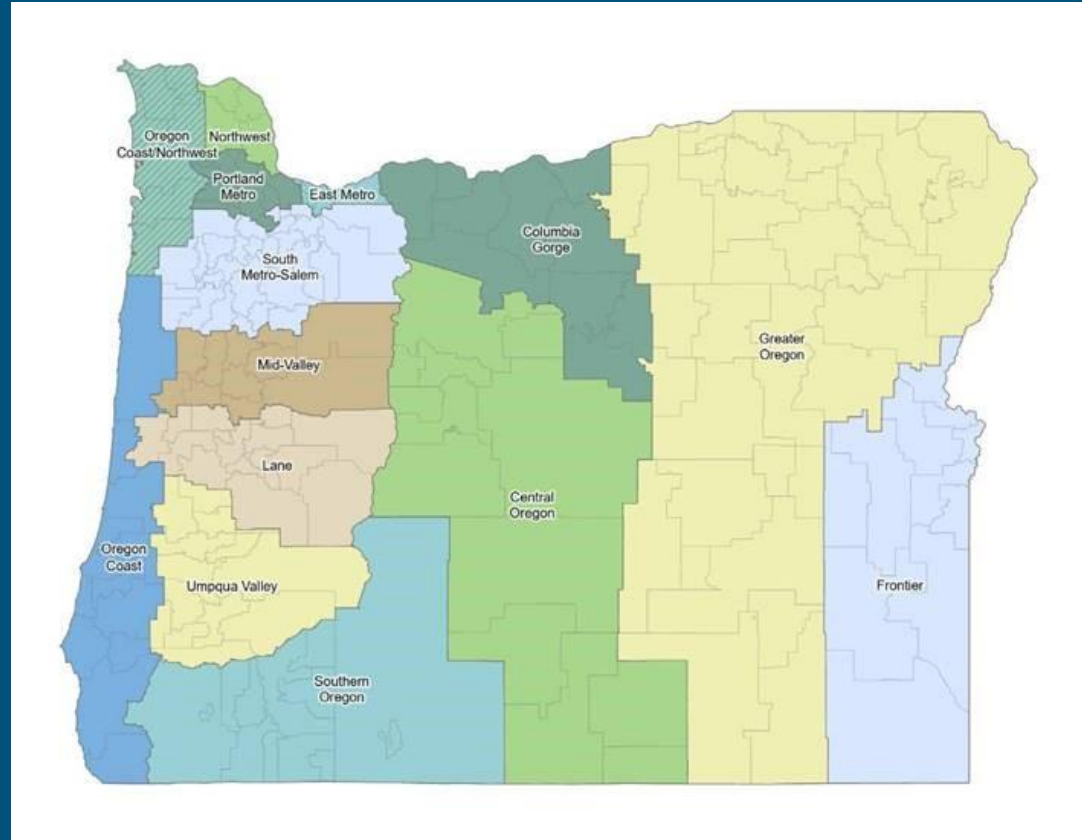 Oregon
Coast/Northwest
Northwest
Portland
Metro
East Metro
Columbia
Gorge
South
Metro-Salem
Greater
Oregon
Mid-Valley
Lane
Central
Oregon
Oregon
Coast
Umpqua Valley
Frontier
Southern
Oregon